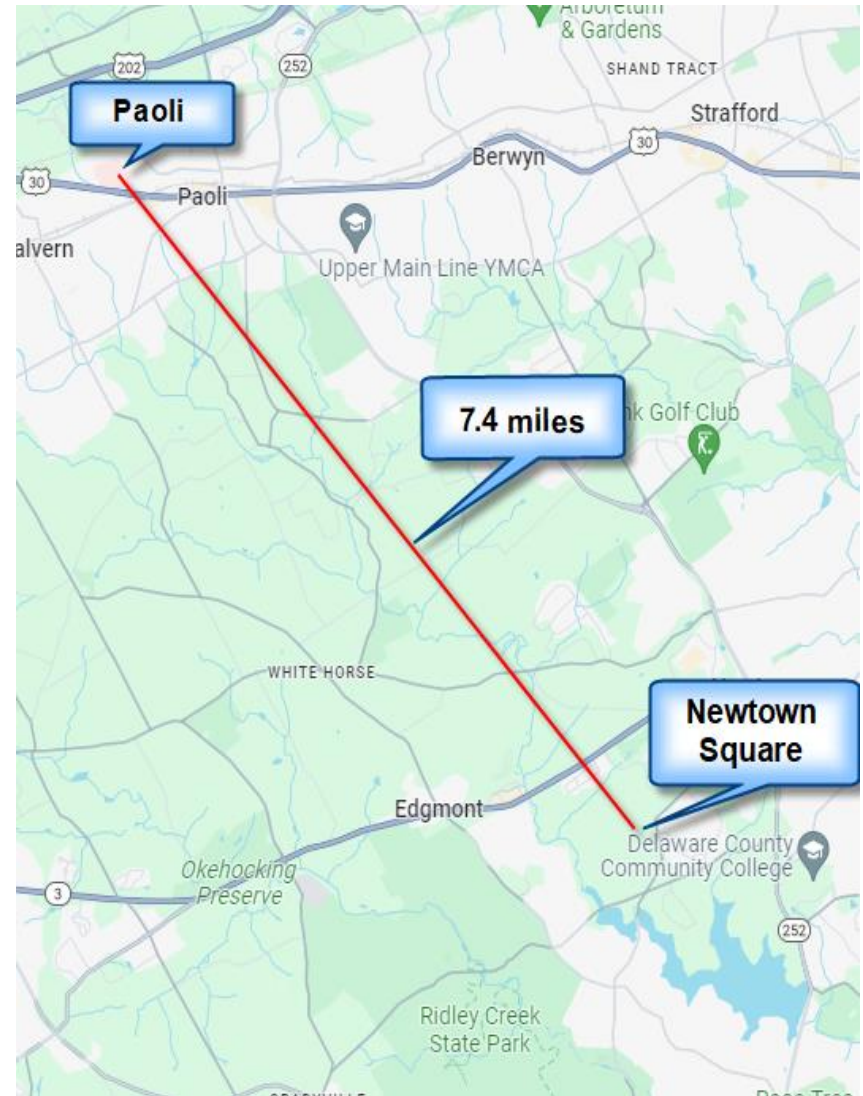 & Gardens
202
252
SHAND TRACT
Paoli
Strafford
30
Berwyn
30
Paoli
alvern
Upper Main Line YMCA
7.4 miles
nk Golf Club
WHITE HORSE
Newtown
Square
Edgmont
Delaware County
Community College
Okehocking
Preserve
3
252
Ridley Creek
State Park